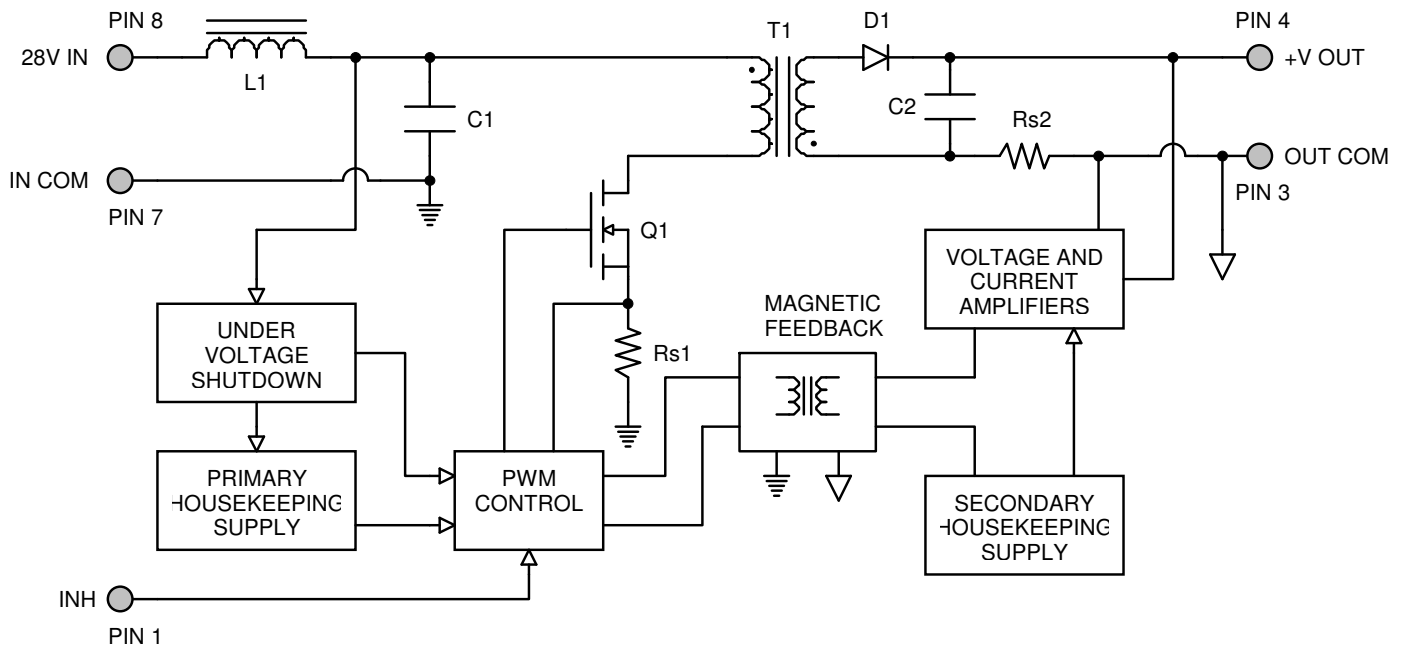 PIN 8
28V IN
L1
C1
IN COM
PIN 7
T1
D1
PIN 4
+V OUT
C2
Rs2
OUT COM
PIN 3
Q1
Rs1
UNDER
VOLTAGE
SHUTDOWN
PRIMARY
HOUSEKEEPING
SUPPLY
PWM
CONTROL
MAGNETIC
FEEDBACK
VOLTAGE AND
CURRENT
AMPLIFIERS
SECONDARY
HOUSEKEEPING
SUPPLY
INH
PIN 1